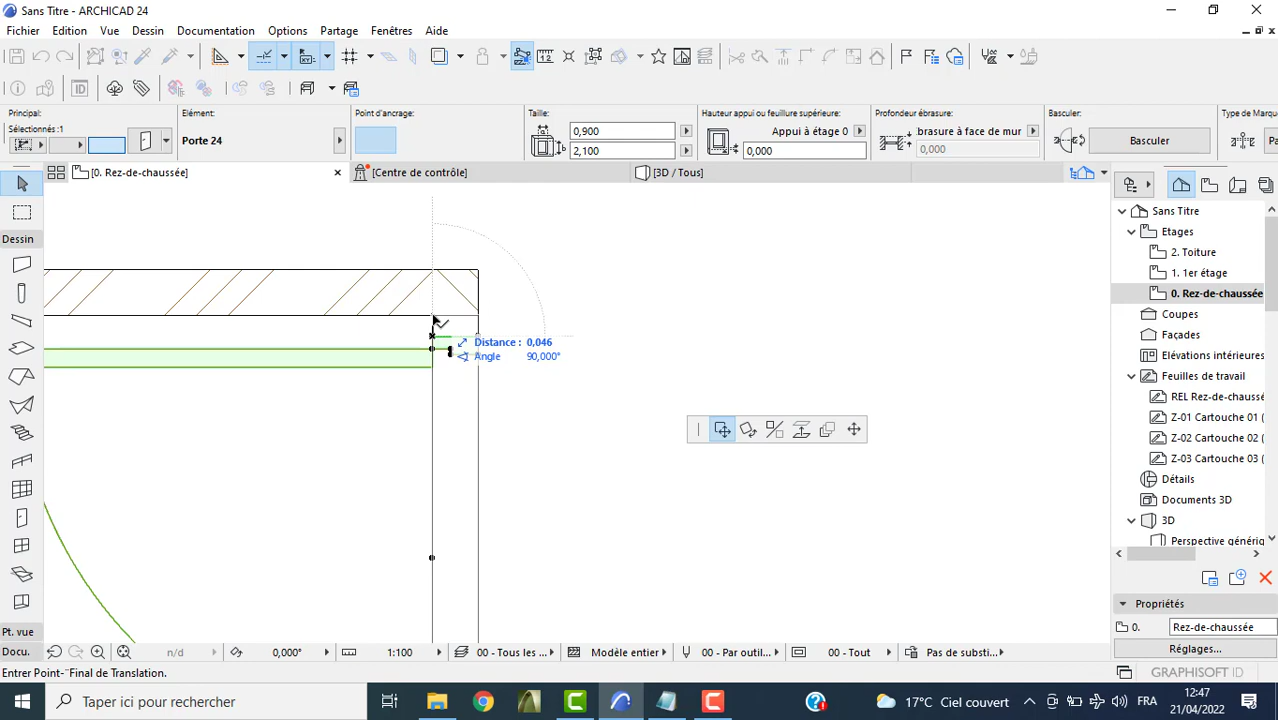 Sans Titre - ARCHICAD 24
Fichier Edition Vue Dessin Options Documentation Partage Fenêtres Aide
Principal: Elément: Point d'ancrage: Taille: Hauteur appui ou feuillure supérieure: Profondeur ébrasure: Basculer: Type de Marqu
Sélectionnés :1 Porte 24 a 0,900 Appui à étage 0 brasure à face de mur Basculer Pa
b 2,100 0,000 0,000
[0. Rez-de-chaussée] [Centre de contrôle] [3D / Tous]
Dessin
Sans Titre
Etages
2. Toiture
1. 1er étage
0. Rez-de-chaussée
Coupes
Façades
Elévations intérieures
Feuilles de travail
REL Rez-de-chaussé
Z-01 Cartouche 01 (
Z-02 Cartouche 02 (
Z-03 Cartouche 03 (
Détails
Documents 3D
3D
Perspective génériq
Distance : 0,046
Angle 90,000°
Propriétés
0. Rez-de-chaussée
Réglages...
Pt. vue
Docu. n/d 0,000° 1:100 00 - Tous les ... Modèle entier 00 - Par outil... 00 - Tout Pas de substi...
Entrer Point-¨Final de Translation. GRAPHISOFT ID
Taper ici pour rechercher 17°C Ciel couvert FRA 12:47
21/04/2022